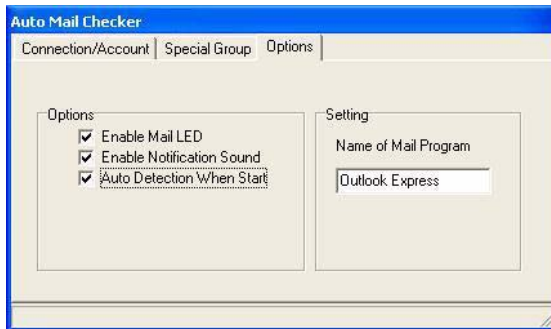 Auto Mail Checker
Connection/Account Special Group Options
Options
Enable Mail LED
Enable Notification Sound
Auto Detection When Start
Setting
Name of Mail Program
Outlook Express